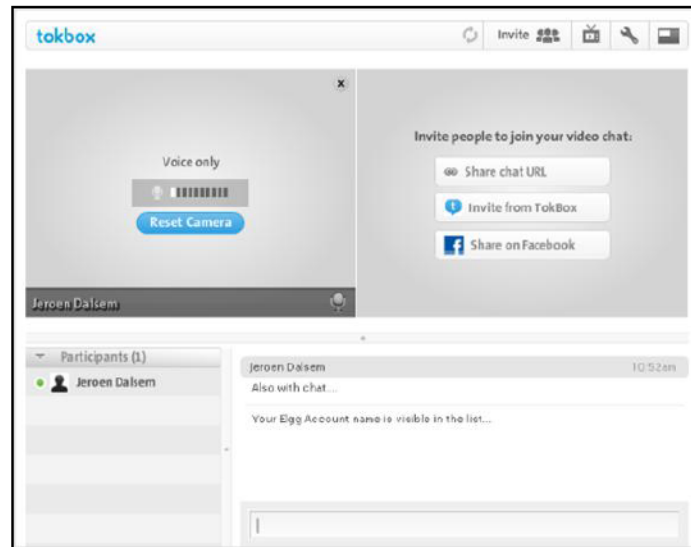 tokbox
Invite
Voice only
Reset Camera
Jeroen Dalsem
Invite people to join your video chat:
Share chat URL
Invite from TokBox
Share on Facebook
Participants (1)
Jeroen Dalsem
Jeroen Dalsem 10:52am
Also with chat....
Your Elgg Account name is visible in the list...